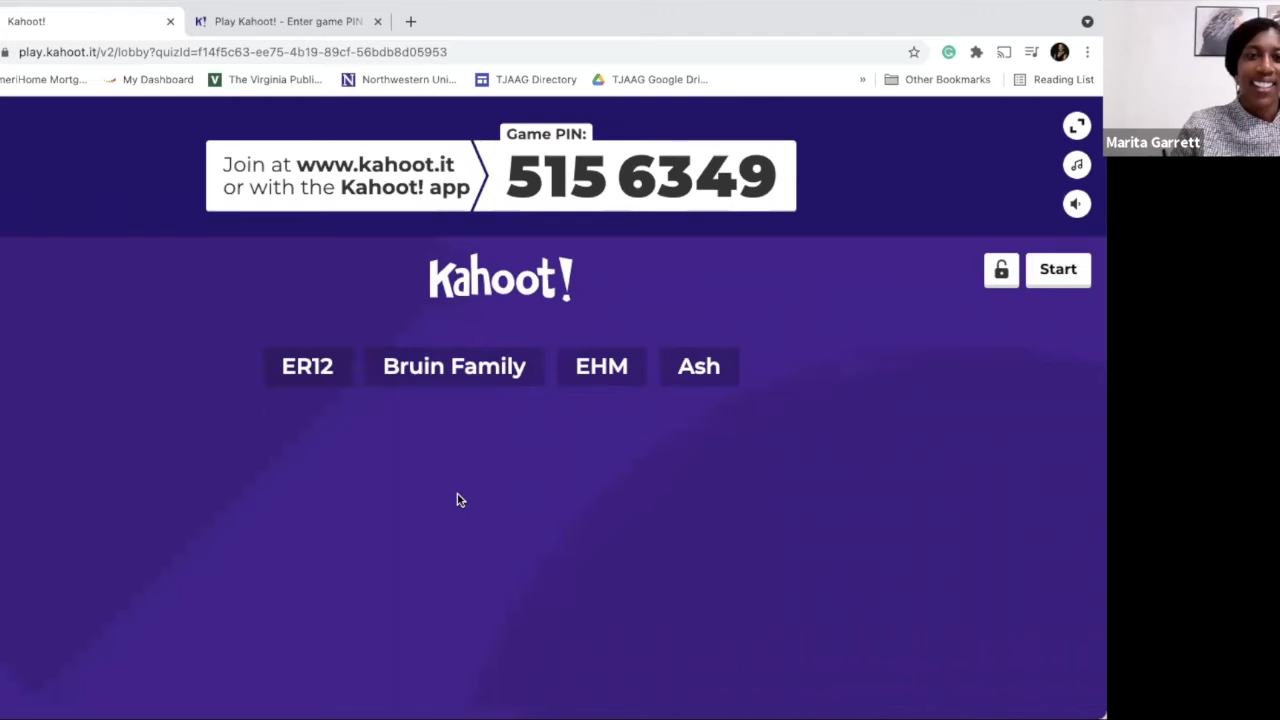 Kahoot!
K! Play Kahoot! - Enter game PIN
play.kahoot.it/v2/lobby?quizId=f14f5c63-ee75-4b19-89cf-56bdb8d05953
meriHome Mortg... My Dashboard V The Virginia Publi... N Northwestern Uni... TJAAG Directory TJAAG Google Dri... » Other Bookmarks Reading List
Game PIN:
Join at www.kahoot.it
or with the Kahoot! app
515 6349
Marita Garrett
Kahoot!
Start
ER12 Bruin Family EHM Ash